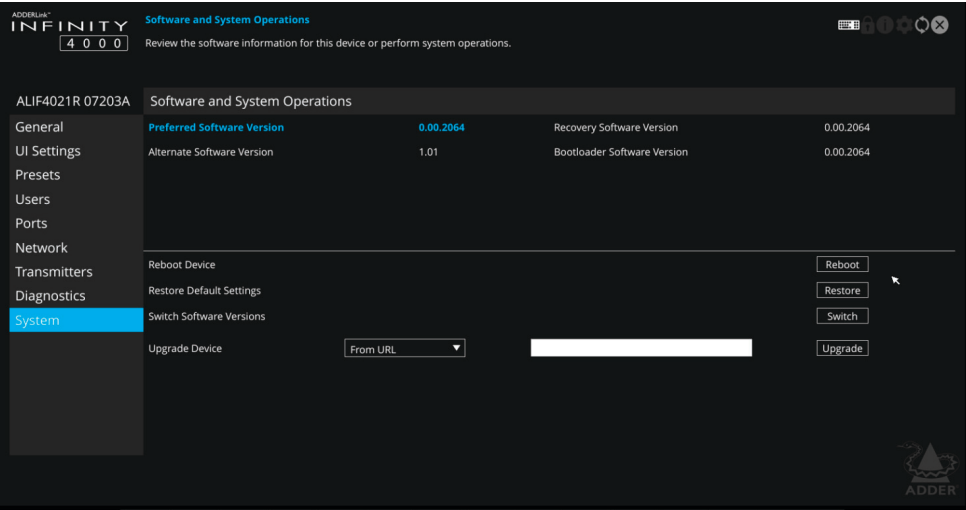 ADDERLink™
INFINITY
4000
Software and System Operations
Review the software information for this device or perform system operations.
ALIF4021R 07203A
Software and System Operations
General
UI Settings
Presets
Users
Ports
Network
Transmitters
Diagnostics
System
Preferred Software Version 0.00.2064 Recovery Software Version 0.00.2064
Alternate Software Version 1.01 Bootloader Software Version 0.00.2064
Reboot Device Reboot
Restore Default Settings Restore
Switch Software Versions Switch
Upgrade Device From URL Upgrade
ADDER